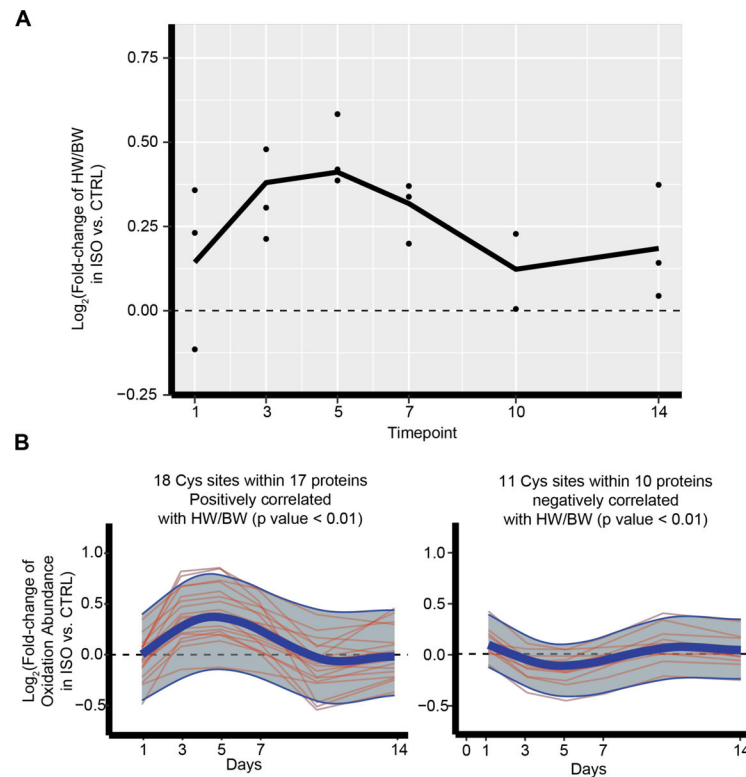 A
Log2(Fold-change of HW/BW
in ISO vs. CTRL)
0.75
0.50
0.25
0.00
−0.25
1 3 5 7 10 14
Timepoint
B
18 Cys sites within 17 proteins
Positively correlated
with HW/BW (p value < 0.01)
Log2(Fold-change of
Oxidation Abundance
in ISO vs. CTRL)
1.0
0.5
0.0
−0.5
1 3 5 7 14
Days
11 Cys sites within 10 proteins
negatively correlated
with HW/BW (p value < 0.01)
1.0
0.5
0.0
−0.5
0 1 3 5 7 14
Days